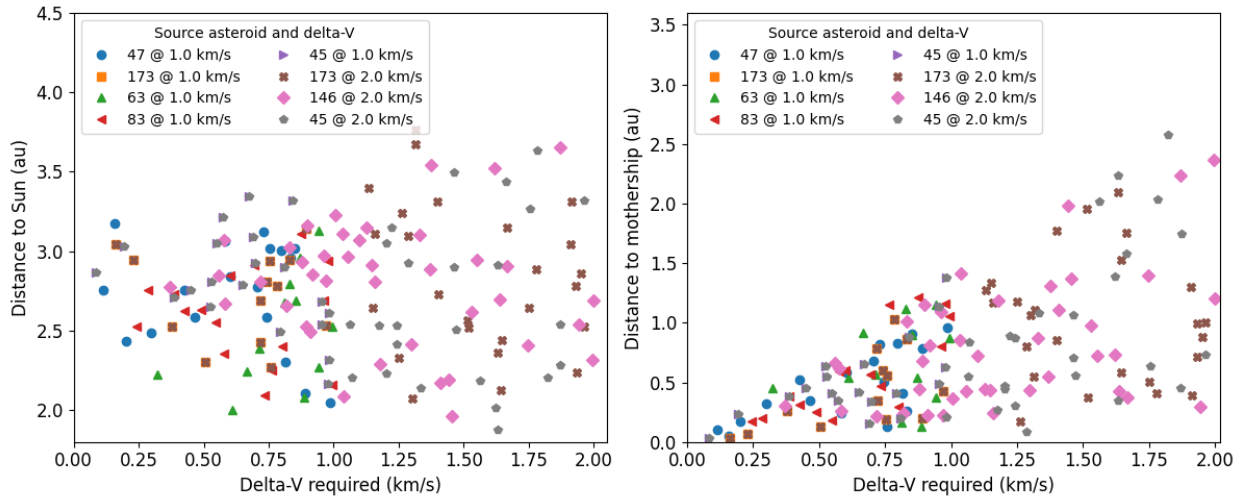 4.5
4.0
3.5
3.0
2.5
2.0
Distance to Sun (au)
Source asteroid and delta-V
47 @ 1.0 km/s
173 @ 1.0 km/s
63 @ 1.0 km/s
83 @ 1.0 km/s
45 @ 1.0 km/s
173 @ 2.0 km/s
146 @ 2.0 km/s
45 @ 2.0 km/s
0.00 0.25 0.50 0.75 1.00 1.25 1.50 1.75 2.00
Delta-V required (km/s)
3.5
3.0
2.5
2.0
1.5
1.0
0.5
0.0
Distance to mothership (au)
Source asteroid and delta-V
47 @ 1.0 km/s
173 @ 1.0 km/s
63 @ 1.0 km/s
83 @ 1.0 km/s
45 @ 1.0 km/s
173 @ 2.0 km/s
146 @ 2.0 km/s
45 @ 2.0 km/s
0.00 0.25 0.50 0.75 1.00 1.25 1.50 1.75 2.00
Delta-V required (km/s)